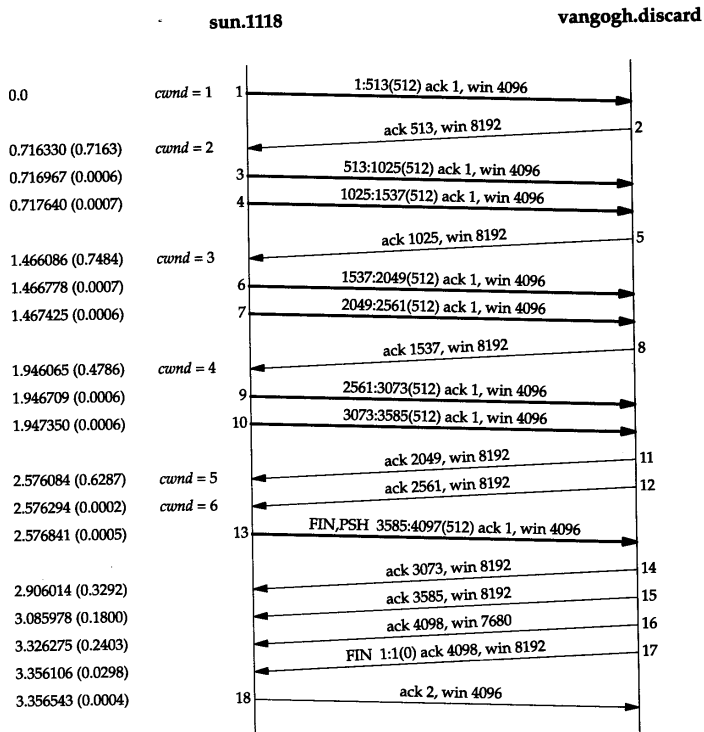 sun.1118 vangogh.discard
0.0 cwnd = 1 1 1:513(512) ack 1, win 4096
ack 513, win 8192 2
0.716330 (0.7163) cwnd = 2
0.716967 (0.0006) 3 513:1025(512) ack 1, win 4096
0.717640 (0.0007) 4 1025:1537(512) ack 1, win 4096
ack 1025, win 8192 5
1.466086 (0.7484) cwnd = 3
1.466778 (0.0007) 6 1537:2049(512) ack 1, win 4096
1.467425 (0.0006) 7 2049:2561(512) ack 1, win 4096
ack 1537, win 8192 8
1.946065 (0.4786) cwnd = 4
1.946709 (0.0006) 9 2561:3073(512) ack 1, win 4096
1.947350 (0.0006) 10 3073:3585(512) ack 1, win 4096
ack 2049, win 8192 11
2.576084 (0.6287) cwnd = 5
ack 2561, win 8192 12
2.576294 (0.0002) cwnd = 6
2.576841 (0.0005) 13 FIN,PSH 3585:4097(512) ack 1, win 4096
ack 3073, win 8192 14
2.906014 (0.3292)
ack 3585, win 8192 15
3.085978 (0.1800)
ack 4098, win 7680 16
3.326275 (0.2403)
FIN 1:1(0) ack 4098, win 8192 17
3.356106 (0.0298)
3.356543 (0.0004) 18 ack 2, win 4096